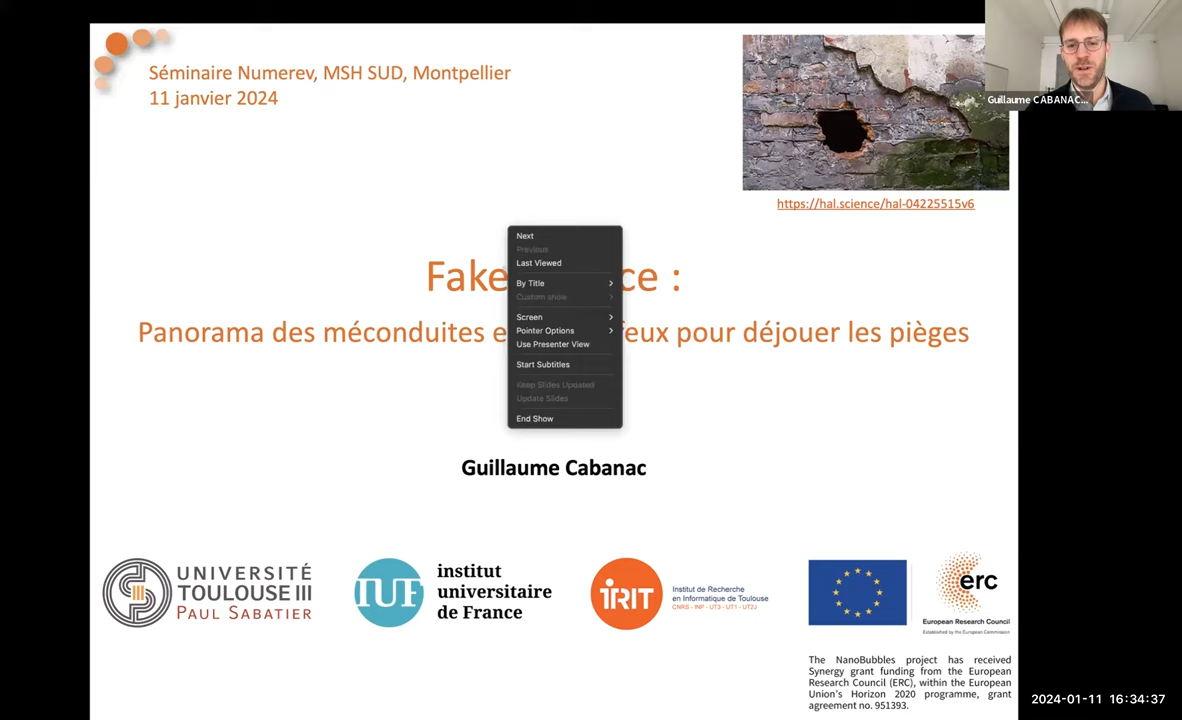 Séminaire Numerev, MSH SUD, Montpellier
11 janvier 2024
Guillaume CABANAC...
https://hal.science/hal-04225515v6
Next
Previous
Last Viewed
By Title
Custom show
Screen
Pointer Options
Use Presenter View
Start Subtitles
Keep Slides Updated
Update Slides
End Show
Fake ce :
Panorama des méconduites e feux pour déjouer les pièges
Guillaume Cabanac
UNIVERSITÉ
TOULOUSE III
PAUL SABATIER
IUF
institut
universitaire
de France
iRIT
Institut de Recherche
en Informatique de Toulouse
CNRS - INP - UT3 - UT1 - UT2J
erc
European Research Council
Established by the European Commission
The NanoBubbles project has received
Synergy grant funding from the European
Research Council (ERC), within the European
Union's Horizon 2020 programme, grant
agreement no. 951393.
2024-01-11 16:34:37